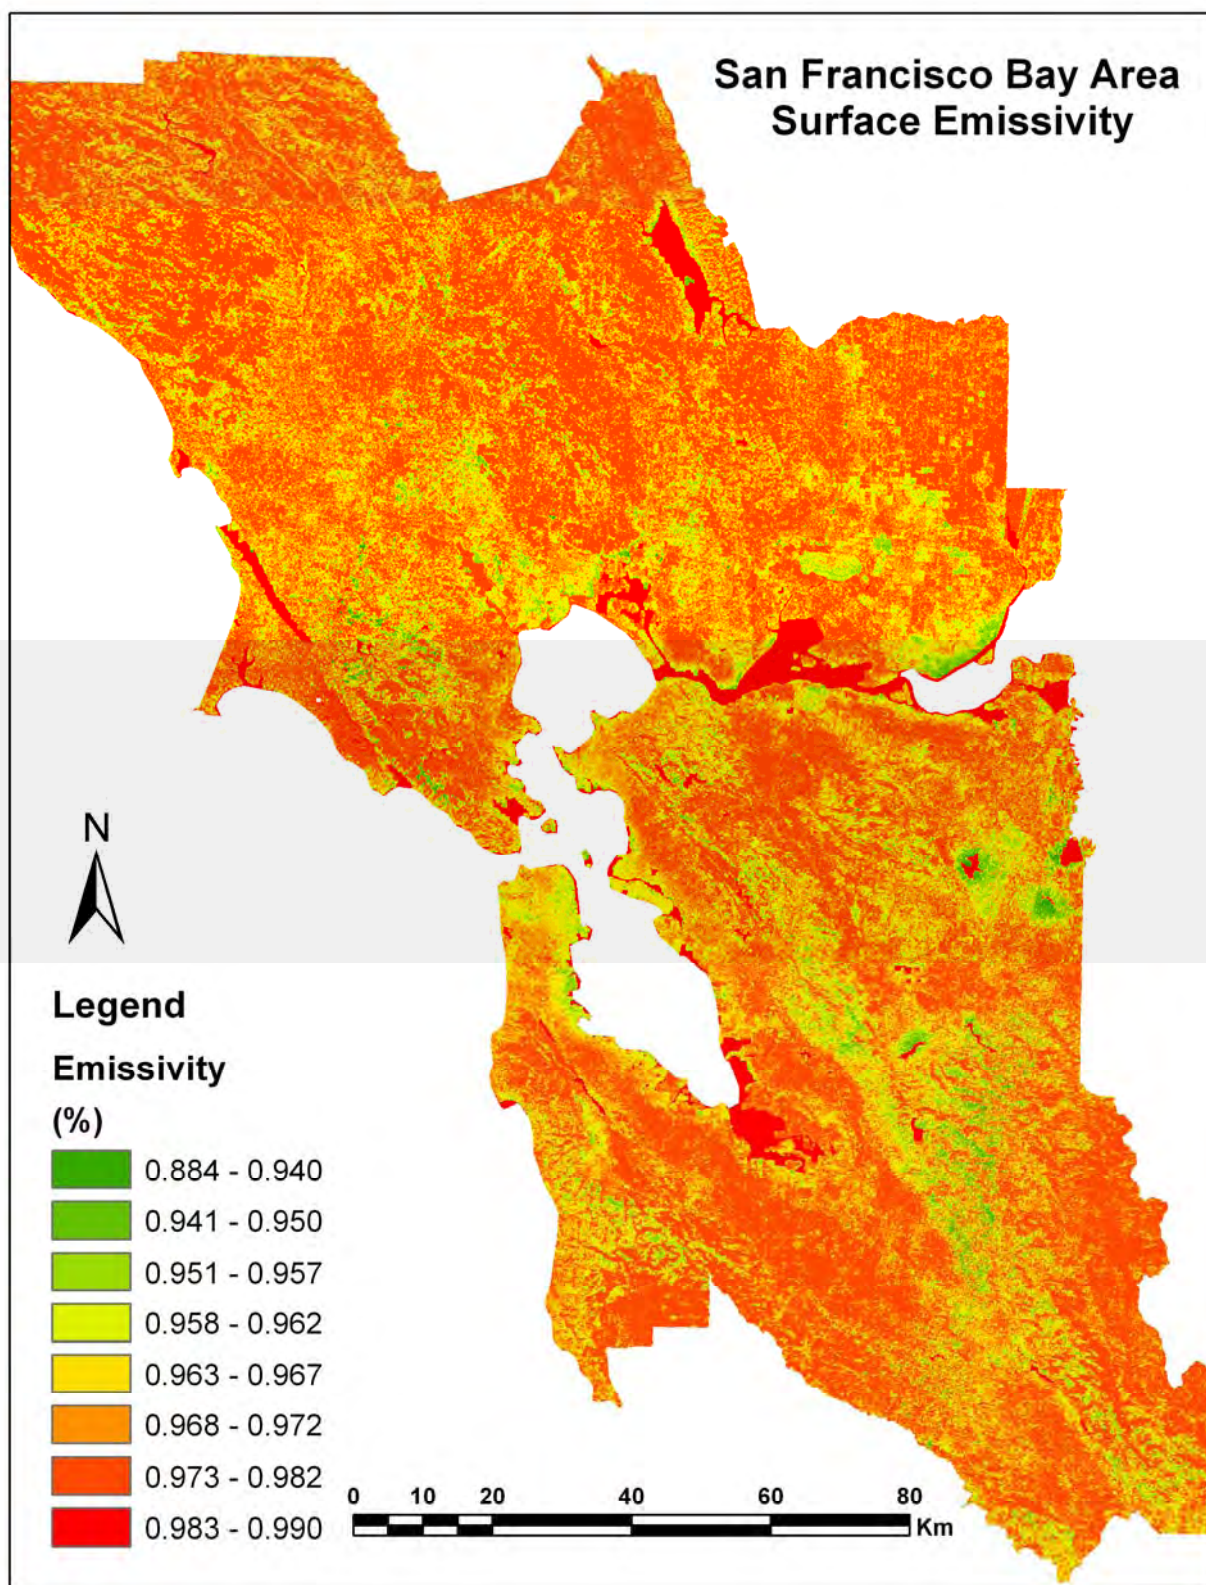 San Francisco Bay Area
Surface Emissivity
N
Legend
Emissivity
(%)
0.884 - 0.940
0.941 - 0.950
0.951 - 0.957
0.958 - 0.962
0.963 - 0.967
0.968 - 0.972
0.973 - 0.982
0.983 - 0.990
0 10 20 40 60 80
Km